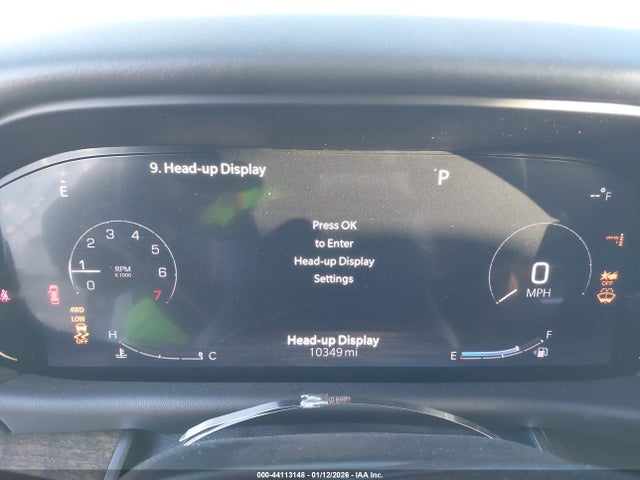 9. Head-up Display
P
E
--°F
Press OK
to Enter
Head-up Display
Settings
0 1 2 3 4 5 6 7
RPM
X 1000
0
MPH
OFF
4WD
LOW
OFF
H
C
Head-up Display
10349 mi
E
F
000-44113148 - 01/12/2026 - IAA Inc.